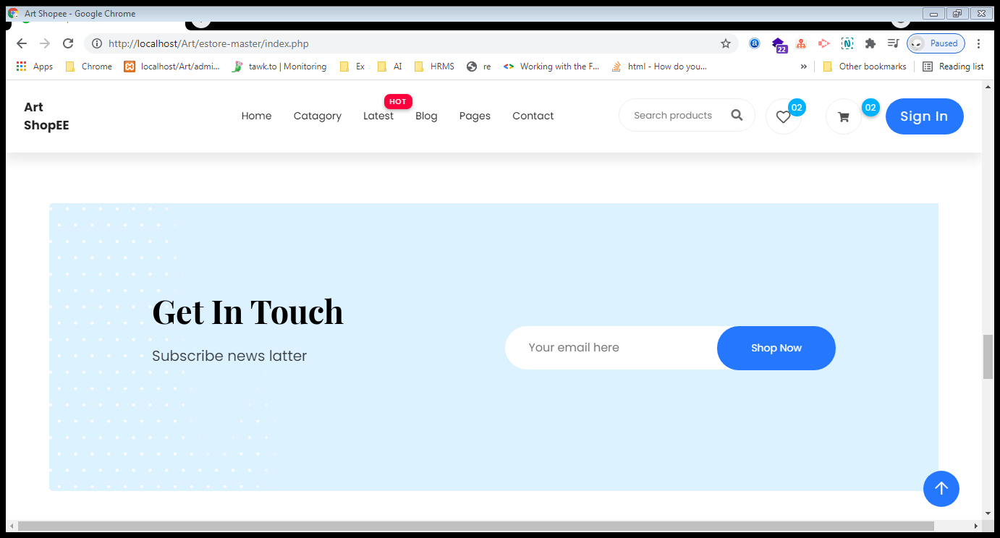 Art Shopee - Google Chrome
http://localhost/Art/estore-master/index.php
22
Paused
Apps Chrome localhost/Art/admi... tawk.to | Monitoring Ex AI HRMS re Working with the F... html - How do you... » Other bookmarks Reading list
Art
ShopEE
Home Catagory Latest HOT Blog Pages Contact Search products 02 02 Sign In
Get In Touch
Subscribe news latter
Your email here Shop Now